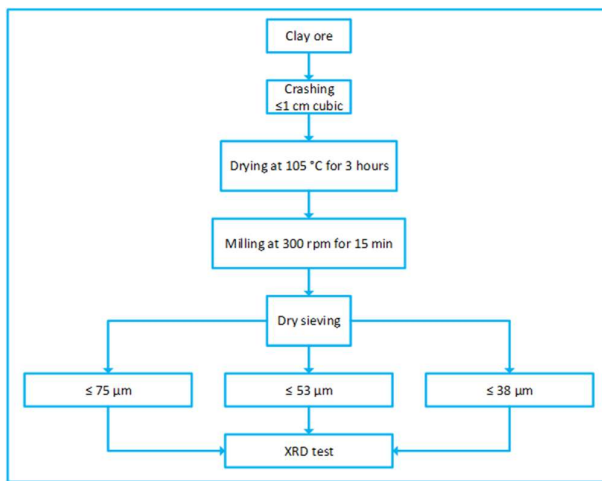 Clay ore
Crashing
≤1 cm cubic
Drying at 105 °C for 3 hours
Milling at 300 rpm for 15 min
Dry sieving
≤ 75 μm
≤ 53 μm
≤ 38 μm
XRD test